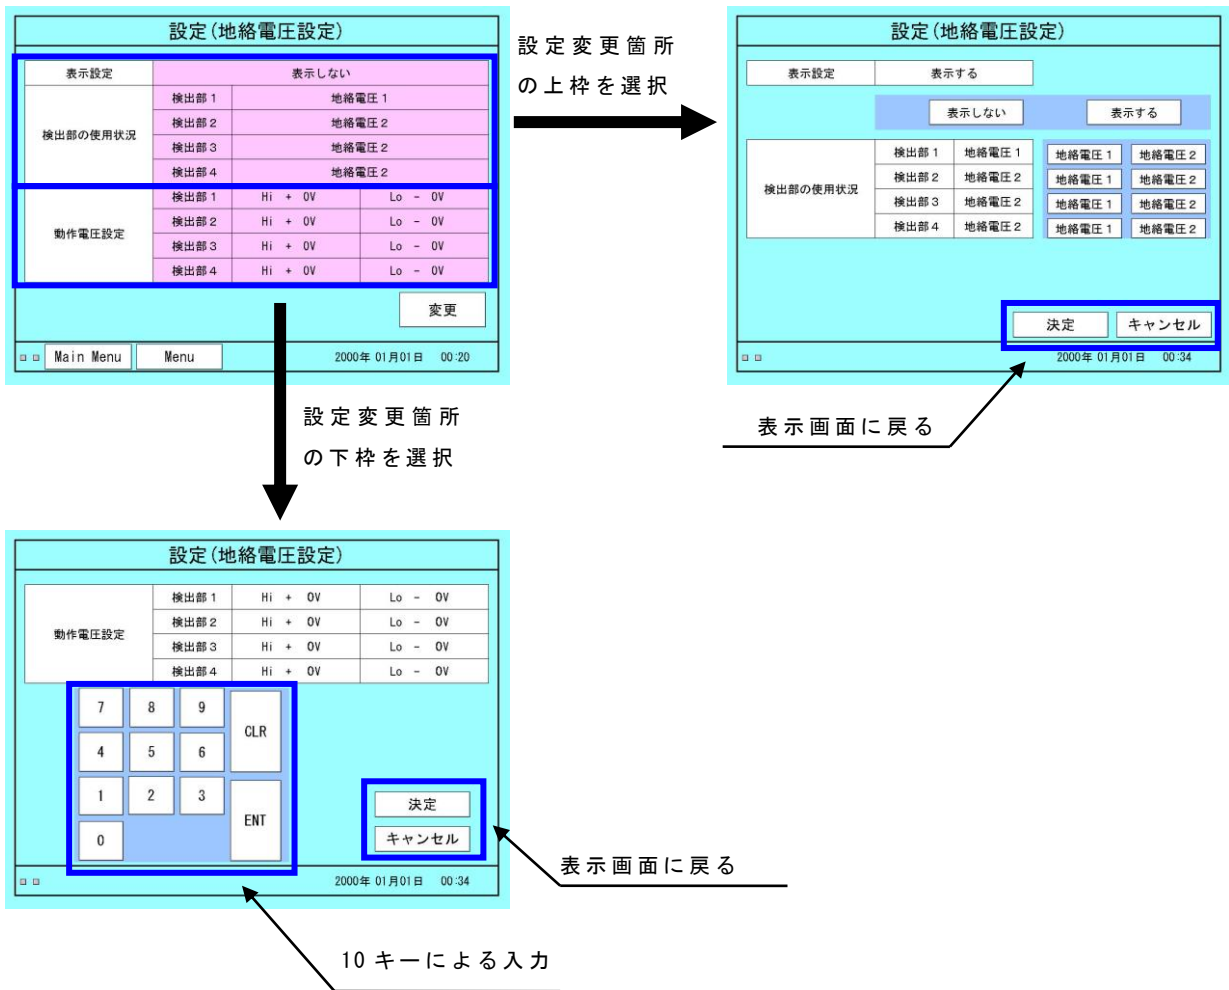 設定(地絡電圧設定)
表示設定 表示しない
検出部の使用状況
検出部1 地絡電圧1
検出部2 地絡電圧2
検出部3 地絡電圧2
検出部4 地絡電圧2
動作電圧設定
検出部1 Hi + 0V Lo - 0V
検出部2 Hi + 0V Lo - 0V
検出部3 Hi + 0V Lo - 0V
検出部4 Hi + 0V Lo - 0V
変更
Main Menu Menu 2000年 01月01日 00:20
設定変更箇所
の上枠を選択
設定(地絡電圧設定)
表示設定 表示する
表示しない 表示する
検出部の使用状況
検出部1 地絡電圧1 地絡電圧1 地絡電圧2
検出部2 地絡電圧2 地絡電圧1 地絡電圧2
検出部3 地絡電圧2 地絡電圧1 地絡電圧2
検出部4 地絡電圧2 地絡電圧1 地絡電圧2
決定 キャンセル
2000年 01月01日 00:34
表示画面に戻る
設定変更箇所
の下枠を選択
設定(地絡電圧設定)
動作電圧設定
検出部1 Hi + 0V Lo - 0V
検出部2 Hi + 0V Lo - 0V
検出部3 Hi + 0V Lo - 0V
検出部4 Hi + 0V Lo - 0V
7 8 9 CLR
4 5 6
1 2 3 ENT
0
決定
キャンセル
2000年 01月01日 00:34
表示画面に戻る
10キーによる入力